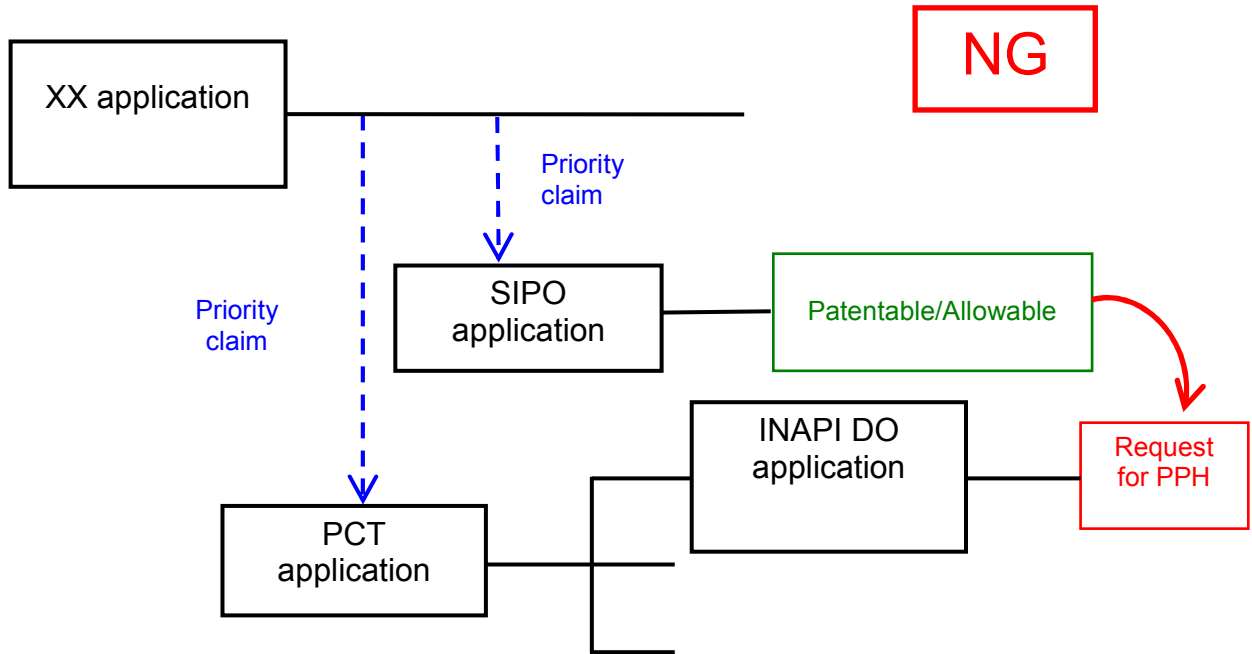 NG
XX application
Priority
claim
SIPO
application
Patentable/Allowable
Priority
claim
INAPI DO
application
Request
for PPH
PCT
application